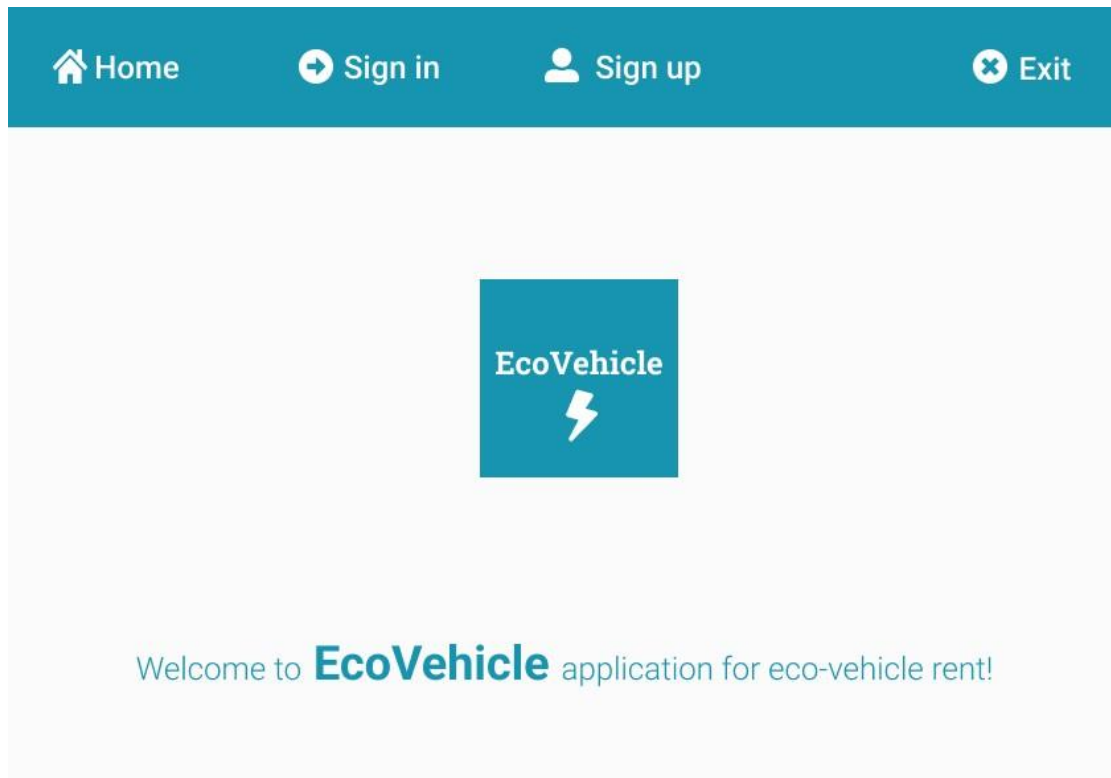 Home Sign in Sign up Exit
EcoVehicle
Welcome to EcoVehicle application for eco-vehicle rent!